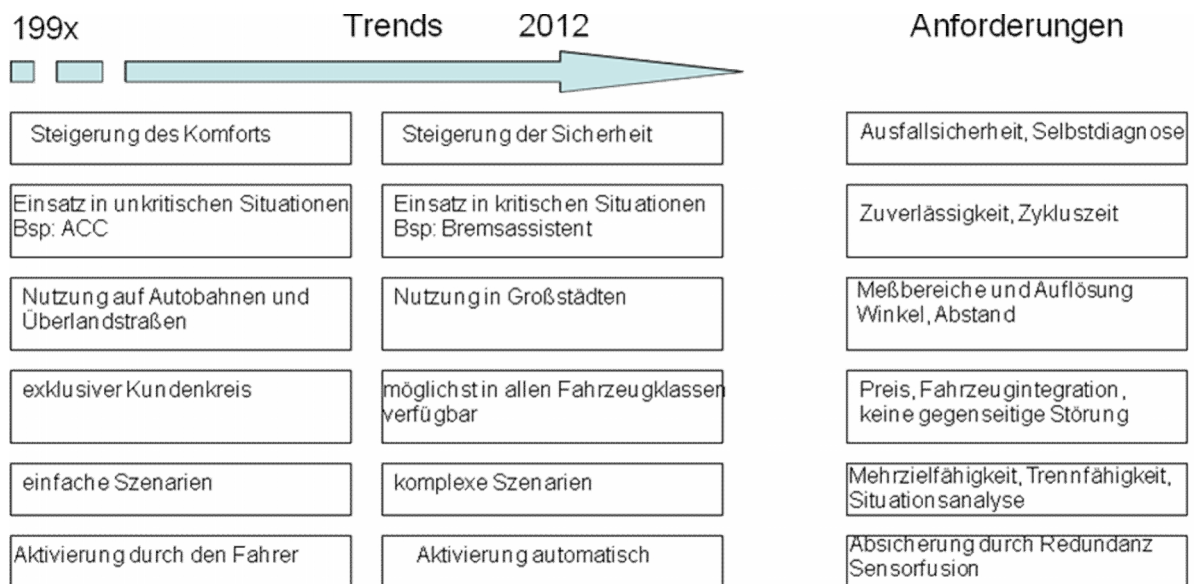 199x Trends 2012 Anforderungen
Steigerung des Komforts
Steigerung der Sicherheit
Ausfallsicherheit, Selbstdiagnose
Einsatz in unkritischen Situationen
Bsp: ACC
Einsatz in kritischen Situationen
Bsp: Bremsassistent
Zuverlässigkeit, Zykluszeit
Nutzung auf Autobahnen und
Überlandstraßen
Nutzung in Großstädten
Meßbereiche und Auflösung
Winkel, Abstand
exklusiver Kundenkreis
möglichst in allen Fahrzeugklassen
verfügbar
Preis, Fahrzeugintegration,
keine gegenseitige Störung
einfache Szenarien
komplexe Szenarien
Mehrzielfähigkeit, Trennfähigkeit,
Situationsanalyse
Aktivierung durch den Fahrer
Aktivierung automatisch
Absicherung durch Redundanz
Sensorfusion